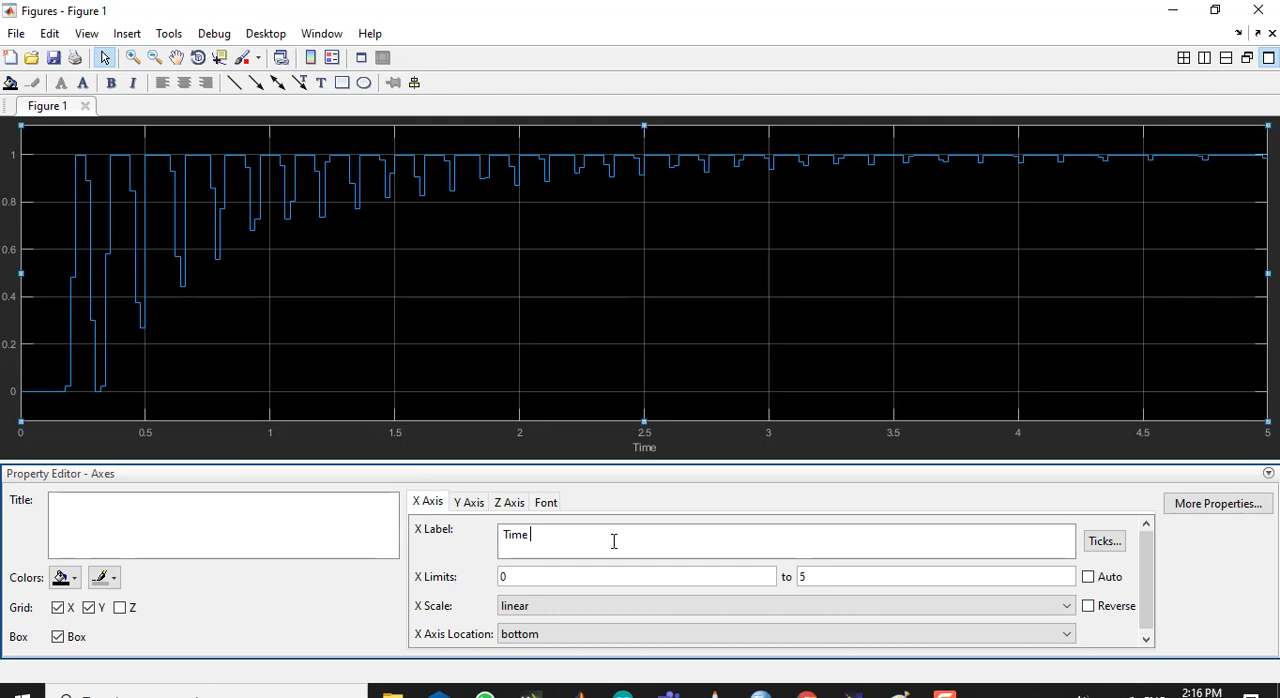 Figures - Figure 1
File Edit View Insert Tools Debug Desktop Window Help
B I T
Figure 1
1
0.8
0.6
0.4
0.2
0
0 0.5 1 1.5 2 2.5 3 3.5 4 4.5 5
Time
Property Editor - Axes
Title:
X Axis Y Axis Z Axis Font
More Properties...
X Label: Time
Ticks...
X Limits: 0 to 5 Auto
Colors:
X Scale: linear Reverse
Grid: X Y Z
X Axis Location: bottom
Box Box
2:16 PM